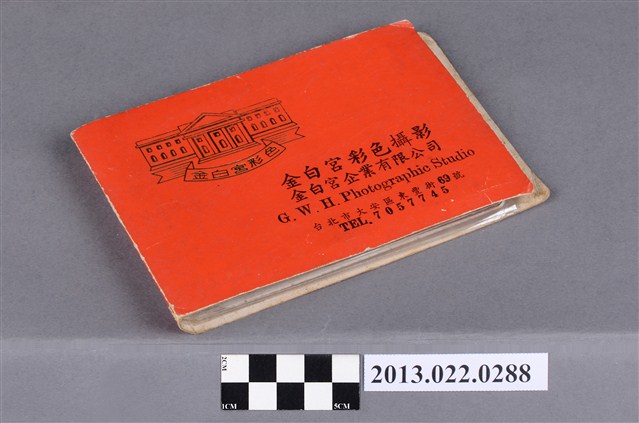 金白宮彩色
金白宮彩色攝影
金白宮企業有限公司
G. W. H. Photographic Studio
台北市大安區東豐街69號
TEL. 7057745
2CM
1CM
5CM
2013.022.0288